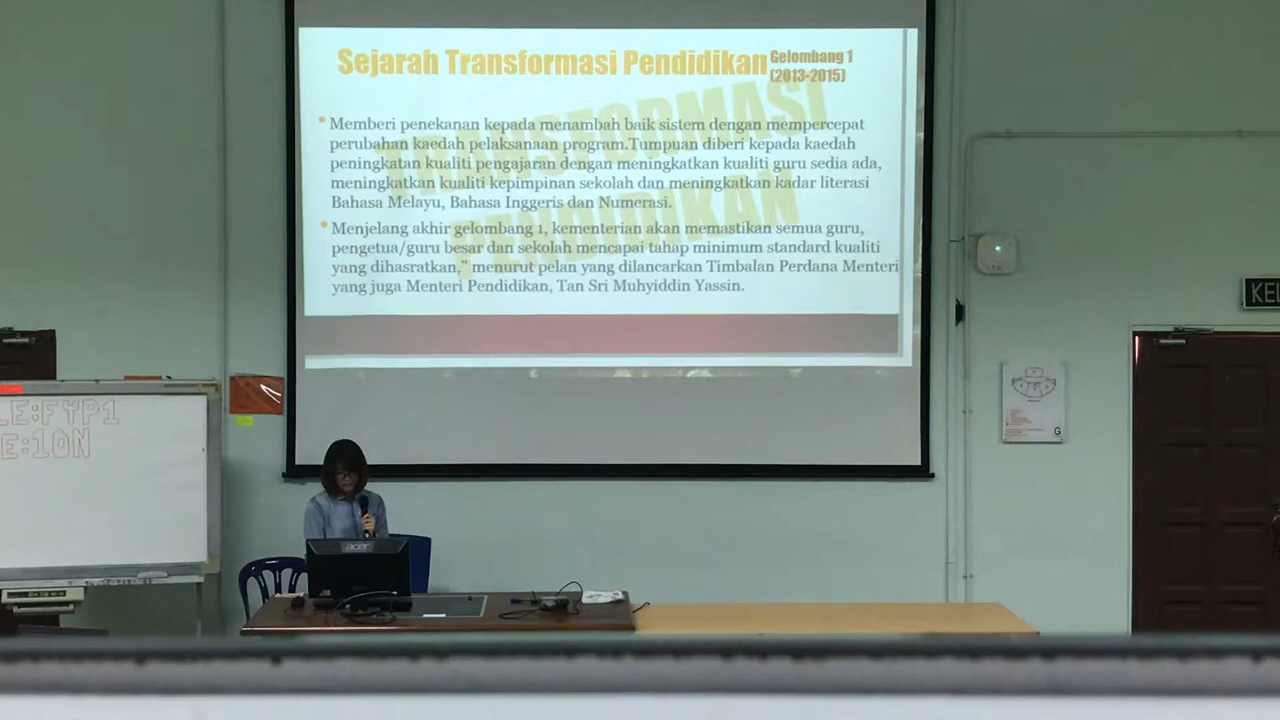 Sejarah Transformasi Pendidikan Gelombang 1
(2013-2015)
TRANSFORMASI
PENDIDIKAN
Memberi penekanan kepada menambah baik sistem dengan mempercepat
perubahan kaedah pelaksanaan program.Tumpuan diberi kepada kaedah
peningkatan kualiti pengajaran dengan meningkatkan kualiti guru sedia ada,
meningkatkan kualiti kepimpinan sekolah dan meningkatkan kadar literasi
Bahasa Melayu, Bahasa Inggeris dan Numerasi.
Menjelang akhir gelombang 1, kementerian akan memastikan semua guru,
pengetua/guru besar dan sekolah mencapai tahap minimum standard kualiti
yang dihasratkan," menurut pelan yang dilancarkan Timbalan Perdana Menteri
yang juga Menteri Pendidikan, Tan Sri Muhyiddin Yassin.
LE:FYP1
E:10N
acer
KEL
G